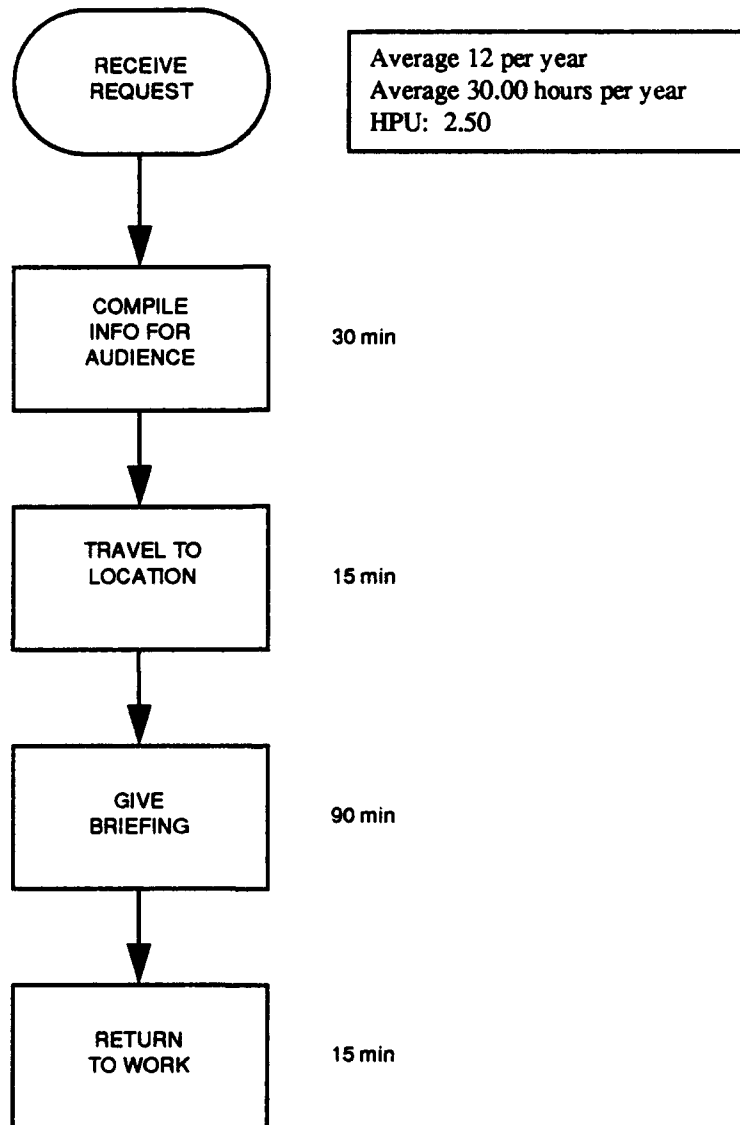 RECEIVE
REQUEST
Average 12 per year
Average 30.00 hours per year
HPU: 2.50
COMPILE
INFO FOR
AUDIENCE
30 min
TRAVEL TO
LOCATION
15 min
GIVE
BRIEFING
90 min
RETURN
TO WORK
15 min